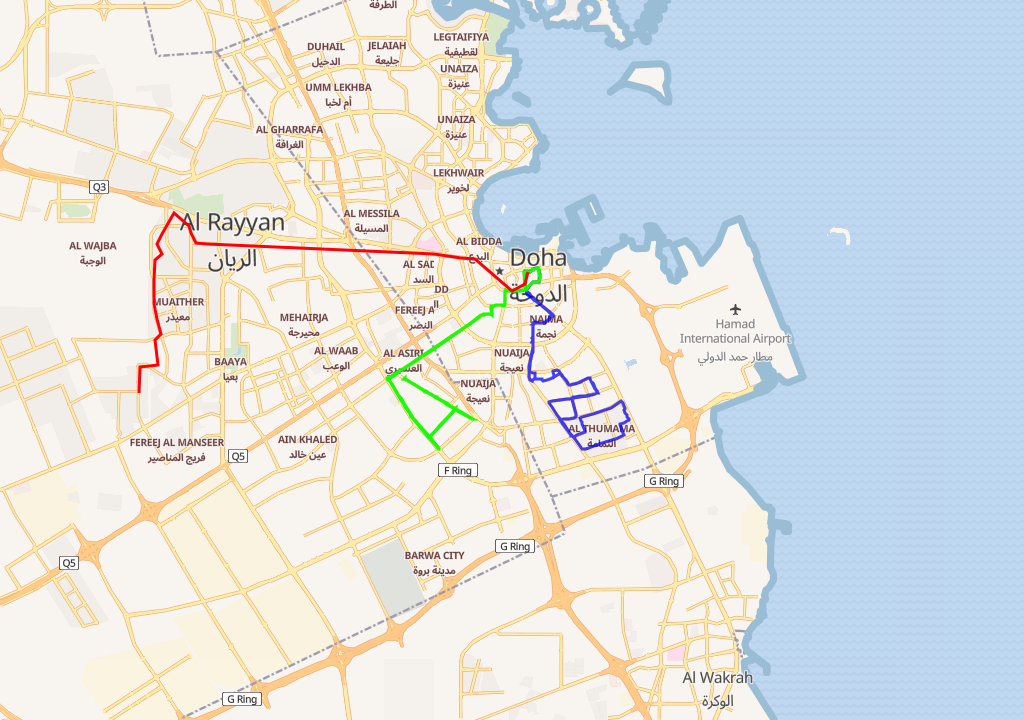 الطرفة
LEGTAIFIYA
لقطيفية
DUHAIL
الدحيل
JELAIAH
جليعة
UNAIZA
عنيزة
UMM LEKHBA
أم لخبا
UNAIZA
عنيزة
AL GHARRAFA
الغرافة
LEKHWAIR
لخوير
Q3
AL MESSILA
المسيلة
Al Rayyan
الريان
AL WAJBA
الوجبة
AL BIDDA
البدع
Doha
الدوحة
AL SAD
السد
DD
ال
MUAITHER
معيذر
FEREEJ A
النصر
MEHAIRJA
محيرجة
NAJMA
نجمة
Hamad
International Airport
مطار حمد الدولي
AL WAAB
الوعب
AL ASIRI
العسيري
NUAIJA
نعيجة
BAAYA
بعيا
NUAIJA
نعيجة
AL THUMAMA
الثمامة
FEREEJ AL MANSEER
فريج المناصير
AIN KHALED
عين خالد
Q5
F Ring
G Ring
G Ring
BARWA CITY
مدينة بروة
Q5
Al Wakrah
الوكرة
G Ring